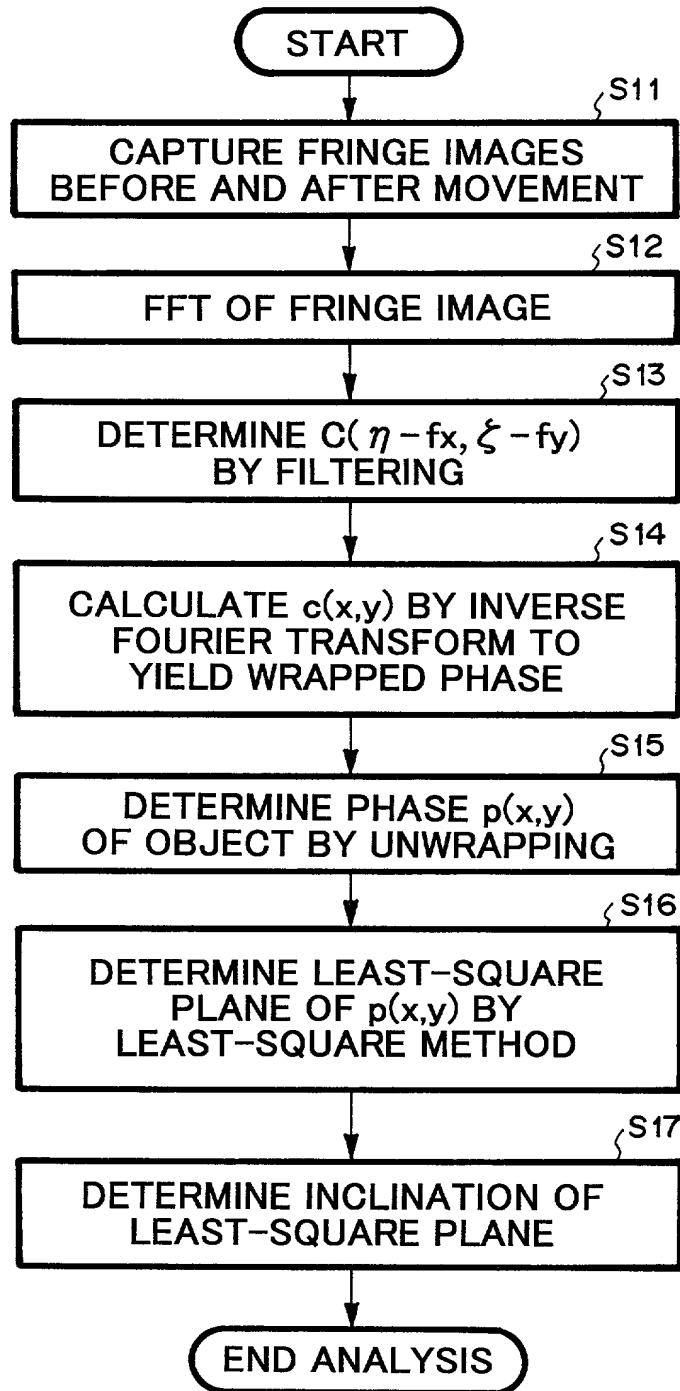 START
S11
CAPTURE FRINGE IMAGES
BEFORE AND AFTER MOVEMENT
S12
FFT OF FRINGE IMAGE
S13
DETERMINE C( η - fx, ζ - fy)
BY FILTERING
S14
CALCULATE c(x,y) BY INVERSE
FOURIER TRANSFORM TO
YIELD WRAPPED PHASE
S15
DETERMINE PHASE p(x,y)
OF OBJECT BY UNWRAPPING
S16
DETERMINE LEAST-SQUARE
PLANE OF p(x,y) BY
LEAST-SQUARE METHOD
S17
DETERMINE INCLINATION OF
LEAST-SQUARE PLANE
END ANALYSIS